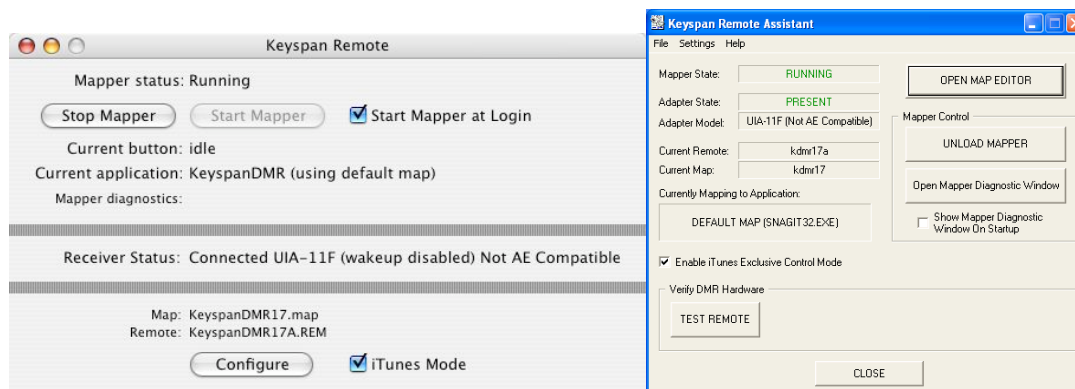 Keyspan Remote
Mapper status: Running
Stop Mapper
Start Mapper
Start Mapper at Login
Current button: idle
Current application: KeyspanDMR (using default map)
Mapper diagnostics:
Receiver Status: Connected UIA-11F (wakeup disabled) Not AE Compatible
Map: KeyspanDMR17.map
Remote: KeyspanDMR17A.REM
Configure
iTunes Mode
Keyspan Remote Assistant
File Settings Help
Mapper State: RUNNING
Adapter State: PRESENT
Adapter Model: UIA-11F (Not AE Compatible)
Current Remote: kdmr17a
Current Map: kdmr17
Currently Mapping to Application:
DEFAULT MAP (SNAGIT32.EXE)
Enable iTunes Exclusive Control Mode
Verify DMR Hardware
TEST REMOTE
OPEN MAP EDITOR
Mapper Control
UNLOAD MAPPER
Open Mapper Diagnostic Window
Show Mapper Diagnostic
Window On Startup
CLOSE